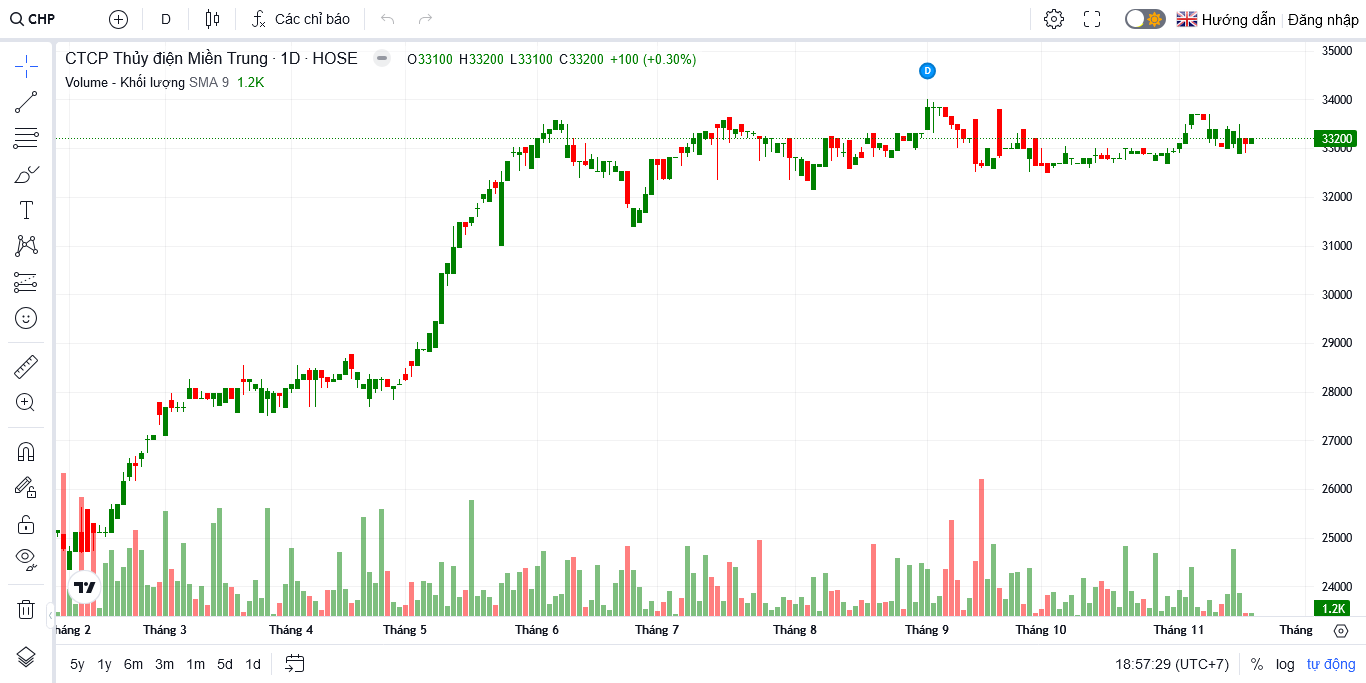 CHP
D
Các chỉ báo
Hướng dẫn
Đăng nhập
CTCP Thủy điện Miền Trung · 1D · HOSE
O33100 H33200 L33100 C33200 +100 (+0.30%)
Volume - Khối lượng SMA 9 1.2K
D
35000
34000
33200
33000
32000
31000
30000
29000
28000
27000
26000
25000
24000
1.2K
háng 2
Tháng 3
Tháng 4
Tháng 5
Tháng 6
Tháng 7
Tháng 8
Tháng 9
Tháng 10
Tháng 11
Tháng
5y 1y 6m 3m 1m 5d 1d
18:57:29 (UTC+7) % log tự động